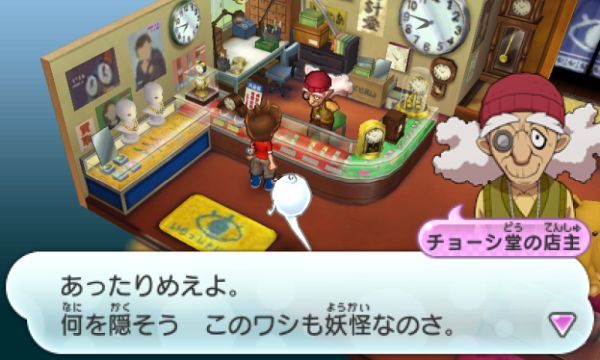 チョーシ堂の店主
あったりめえよ。
何を隠そう　このワシも妖怪なのさ。